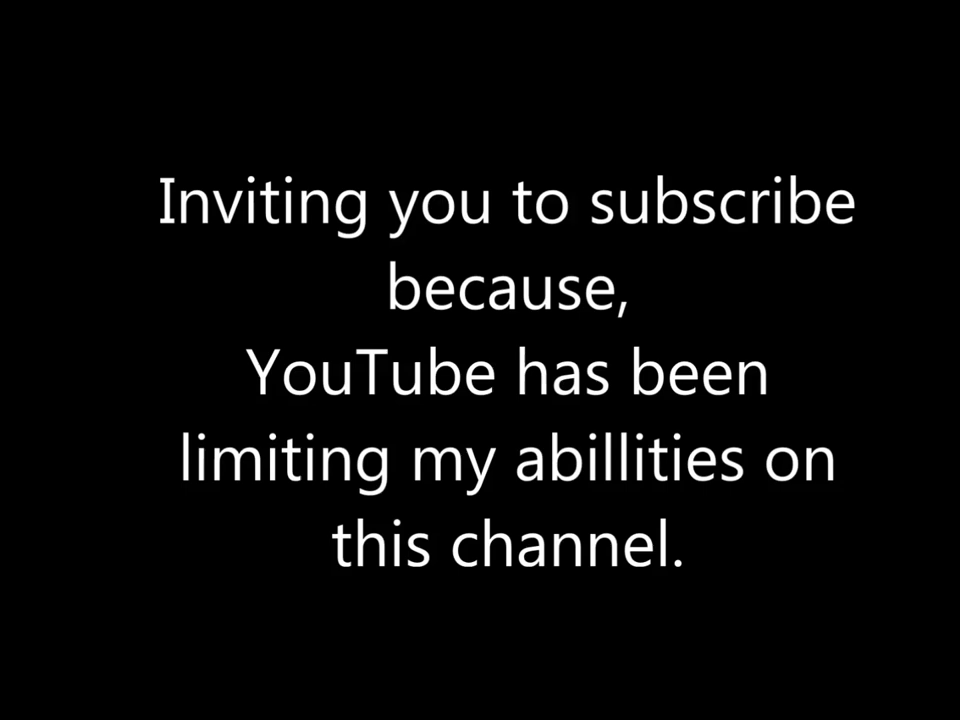 Inviting you to subscribe
because,
YouTube has been
limiting my abillities on
this channel.